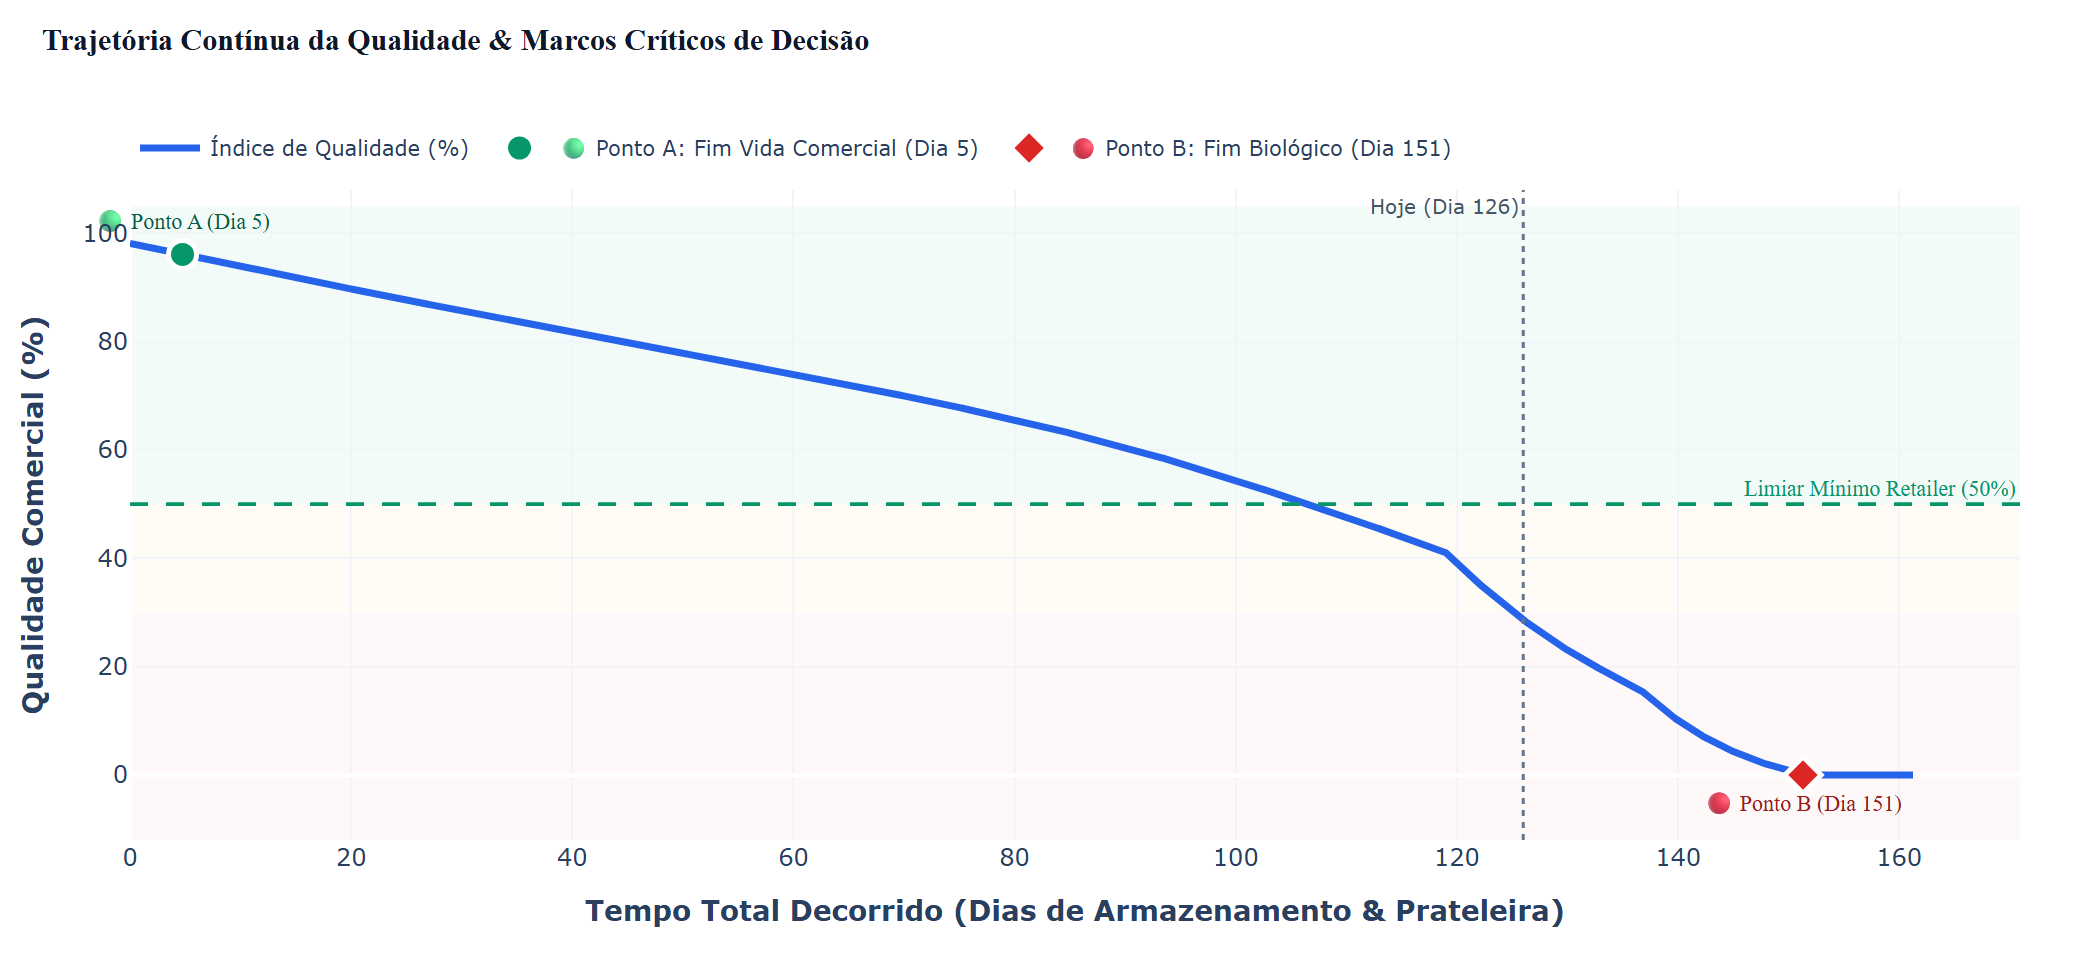 Trajetória Contínua da Qualidade & Marcos Críticos de Decisão
Índice de Qualidade (%)
Ponto A: Fim Vida Comercial (Dia 5)
Ponto B: Fim Biológico (Dia 151)
Hoje (Dia 126)
Ponto A (Dia 5)
100
80
60
Limiar Mínimo Retailer (50%)
40
20
0
Ponto B (Dia 151)
Qualidade Comercial (%)
0 20 40 60 80 100 120 140 160
Tempo Total Decorrido (Dias de Armazenamento & Prateleira)